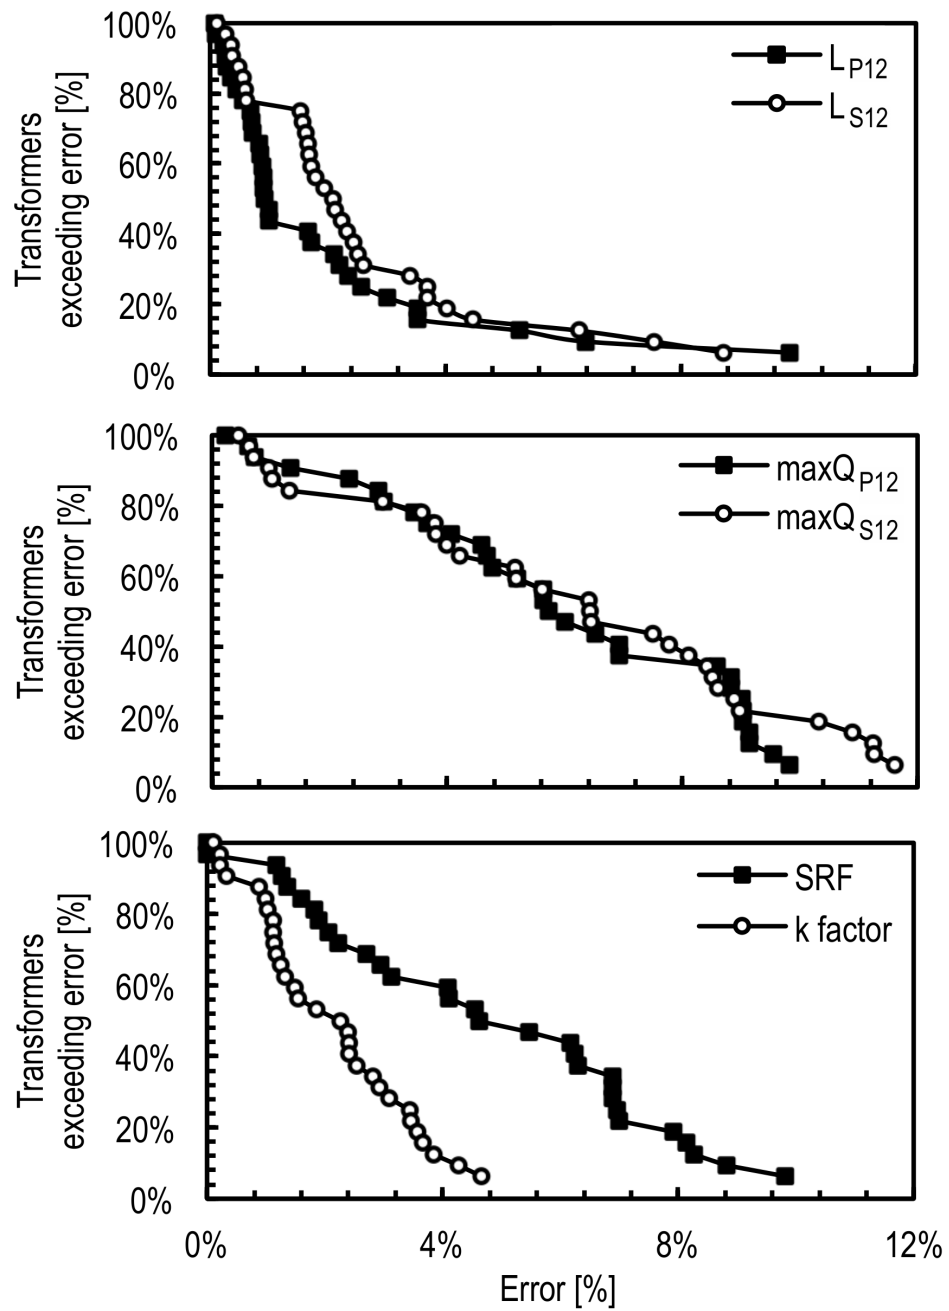 100%
80%
60%
40%
20%
0%
Transformers
exceeding error [%]
L P12
L S12
100%
80%
60%
40%
20%
0%
Transformers
exceeding error [%]
maxQ P12
maxQ S12
100%
80%
60%
40%
20%
0%
Transformers
exceeding error [%]
SRF
k factor
0% 4% 8% 12%
Error [%]